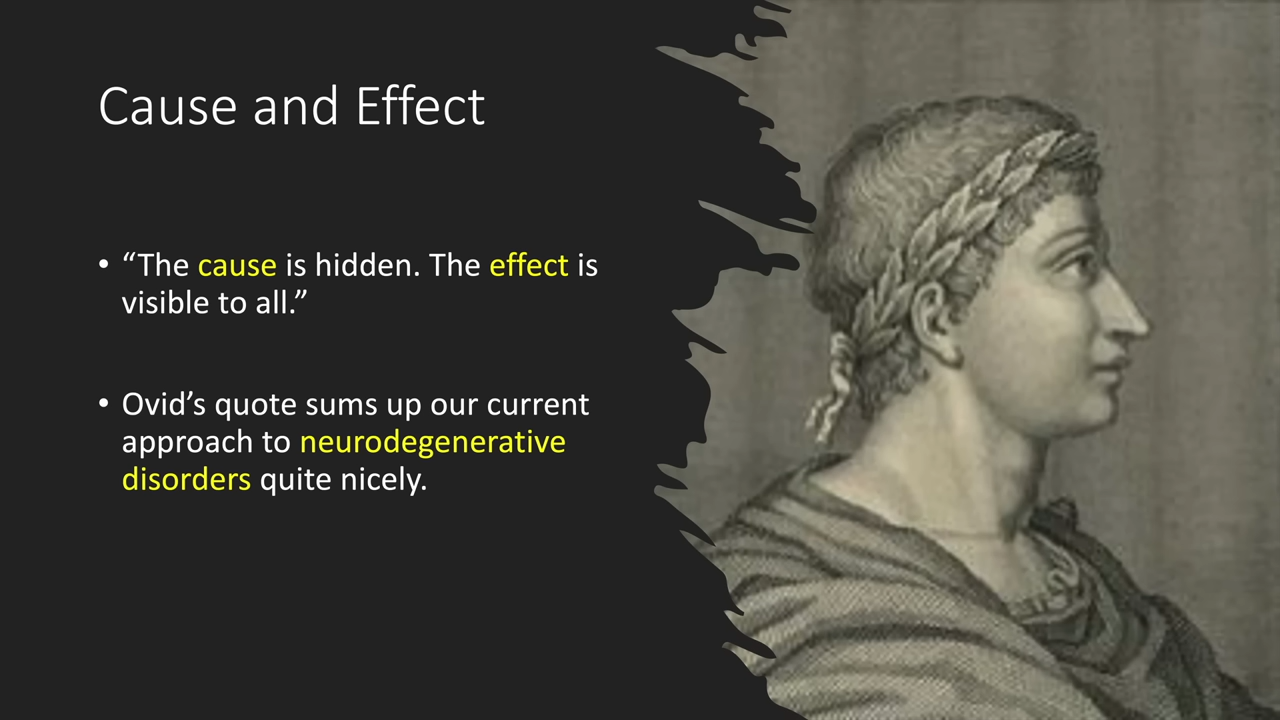 Cause and Effect
• “The cause is hidden. The effect is
visible to all.”
• Ovid’s quote sums up our current
approach to neurodegenerative
disorders quite nicely.